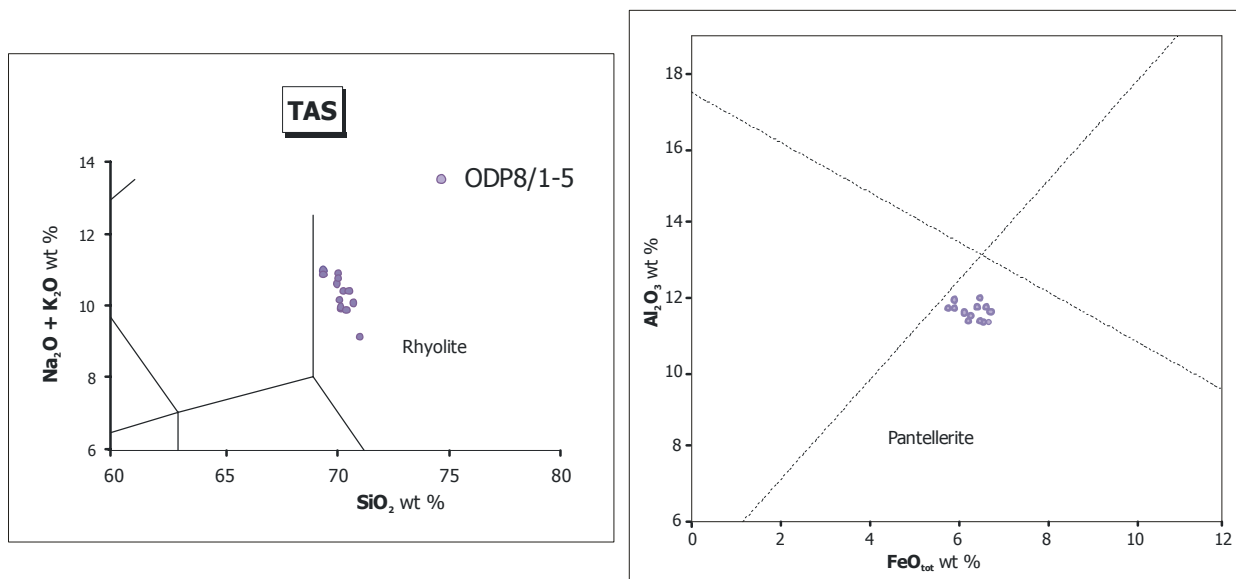 TAS
ODP8/1-5
14
12
10
8
6
Na₂O + K₂O wt %
Rhyolite
60 65 70 75 80
SiO₂ wt %
18
16
14
12
10
8
6
Al₂O₃ wt %
Pantellerite
0 2 4 6 8 10 12
FeOtot wt %